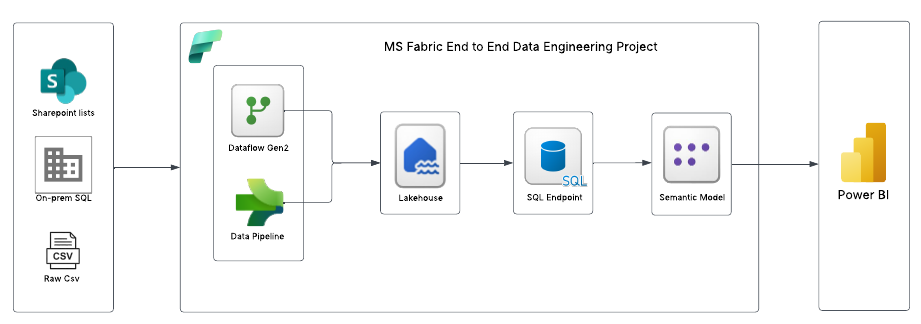 MS Fabric End to End Data Engineering Project
S
Sharepoint lists
On-prem SQL
CSV
Raw Csv
Dataflow Gen2
Data Pipeline
Lakehouse
SQL
SQL Endpoint
Semantic Model
Power BI